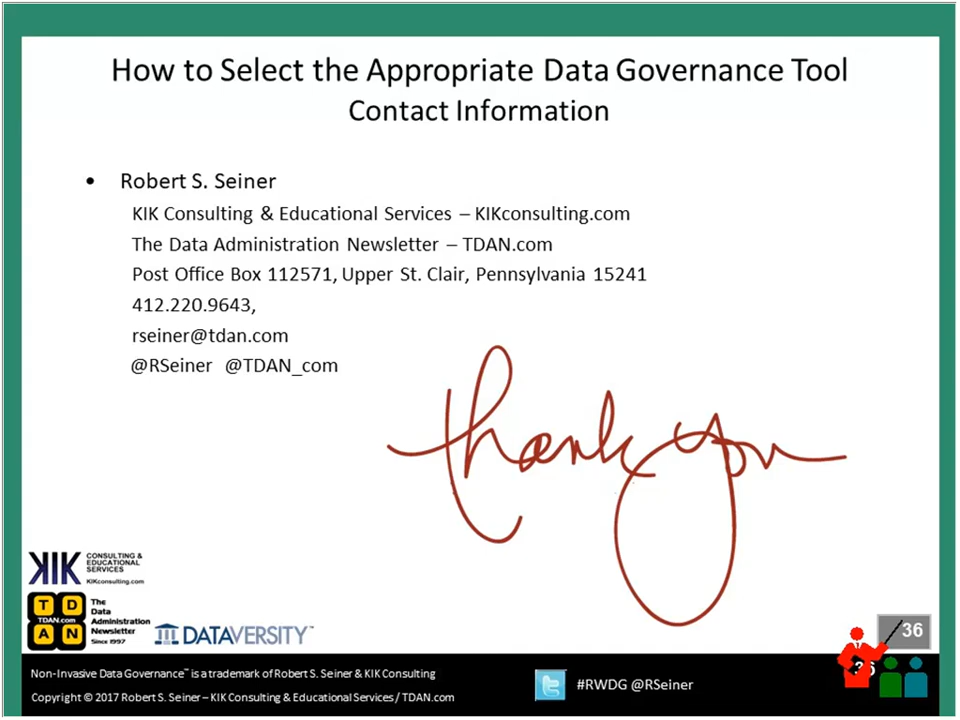 How to Select the Appropriate Data Governance Tool
Contact Information
• Robert S. Seiner
KIK Consulting & Educational Services – KIKconsulting.com
The Data Administration Newsletter – TDAN.com
Post Office Box 112571, Upper St. Clair, Pennsylvania 15241
412.220.9643,
rseiner@tdan.com
@RSeiner @TDAN_com
Thank you
KIK CONSULTING &
EDUCATIONAL
SERVICES
KIKconsulting.com
T D
TDAN.com
A N
The
Data
Administration
Newsletter
Since 1997
DATAVERSITY™
36
36
Non-Invasive Data Governance™ is a trademark of Robert S. Seiner & KIK Consulting
Copyright © 2017 Robert S. Seiner – KIK Consulting & Educational Services / TDAN.com
#RWDG @RSeiner